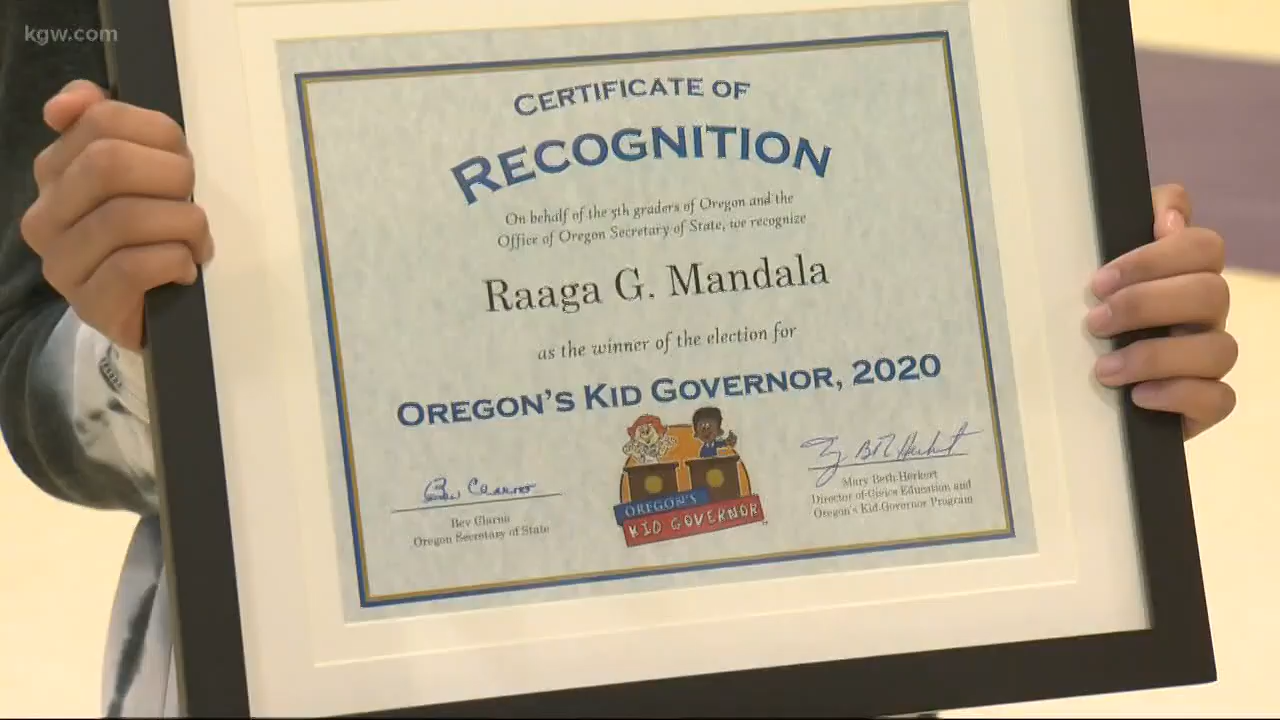 kgw.com
CERTIFICATE OF
RECOGNITION
On behalf of the 5th graders of Oregon and the
Office of Oregon Secretary of State, we recognize
Raaga G. Mandala
as the winner of the election for
OREGON'S KID GOVERNOR, 2020
Bev Clarno
Bev Clarno
Oregon Secretary of State
OREGON'S
KID GOVERNOR
Mary Beth Herkert
Director of Civics Education and
Oregon's Kid Governor Program